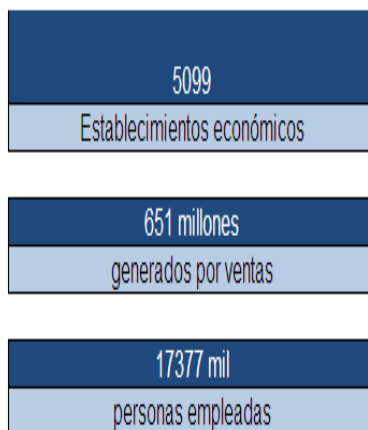 5099
Establecimientos económicos
651 millones
generados por ventas
17377 mil
personas empleadas